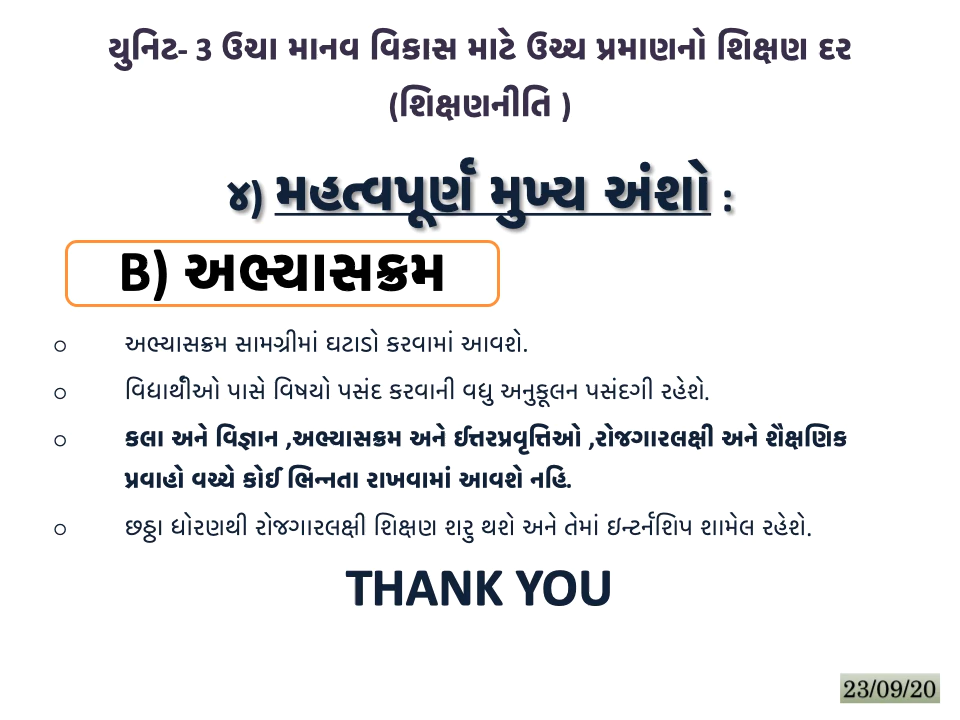 યુનિટ- 3 ઉચા માનવ વિકાસ માટે ઉચ્ચ પ્રમાણનો શિક્ષણ દર
(શિક્ષણનીતિ )
૪) મહત્વપૂર્ણ મુખ્ય અંશો :
B) અભ્યાસક્રમ
○ અભ્યાસક્રમ સામગ્રીમાં ઘટાડો કરવામાં આવશે.
○ વિદ્યાર્થીઓ પાસે વિષયો પસંદ કરવાની વધુ અનુકૂલન પસંદગી રહેશે.
○ કલા અને વિજ્ઞાન ,અભ્યાસક્રમ અને ઈત્તરપ્રવૃત્તિઓ ,રોજગારલક્ષી અને શૈક્ષણિક
પ્રવાહો વચ્ચે કોઈ ભિન્નતા રાખવામાં આવશે નહિ.
○ છઠ્ઠા ધોરણથી રોજગારલક્ષી શિક્ષણ શરુ થશે અને તેમાં ઇન્ટર્નશિપ શામેલ રહેશે.
THANK YOU
23/09/20